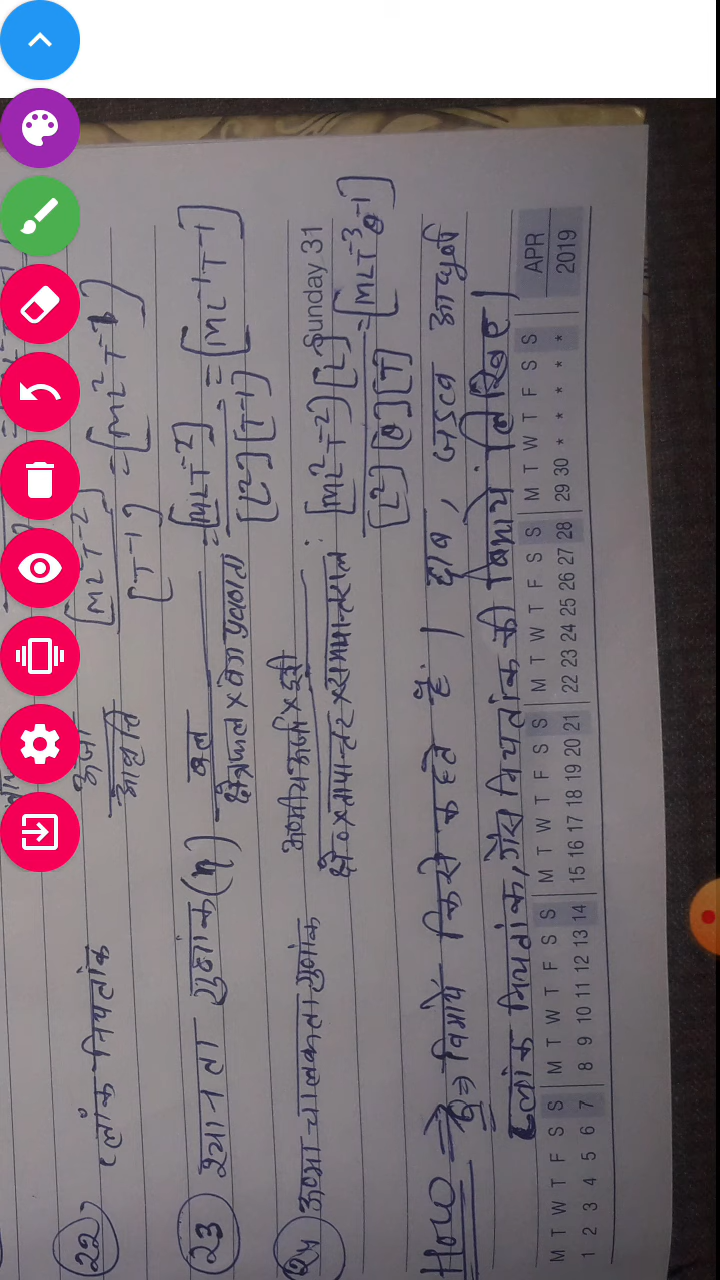 (22) प्लांक नियतांक ऊर्जा / आवृति [ML²T⁻²] / [T⁻¹] = [ML²T⁻¹]
(23) श्यानता गुणांक (η) बल / क्षेत्रफल × वेग प्रवणता = [MLT⁻²] / [L²][T⁻¹] = [ML⁻¹T⁻¹]
Sunday 31
(24) ऊष्मा चालकता गुणांक ऊष्मीय ऊर्जा × दूरी / क्षे० × तापान्तर × समयान्तराल : [ML²T⁻²][L] / [L²][θ][T] = [MLT⁻³θ⁻¹]
How ⇒ विमायें किसे कहते हैं। दाब, जडत्व आघूर्ण
प्लांक नियतांक, गैस नियतांक की विमायें लिखिए।
M T W T F S S M T W T F S S M T W T F S S M T W T F S S M T W T F S S APR
1 2 3 4 5 6 7 8 9 10 11 12 13 14 15 16 17 18 19 20 21 22 23 24 25 26 27 28 29 30 * * * * * 2019